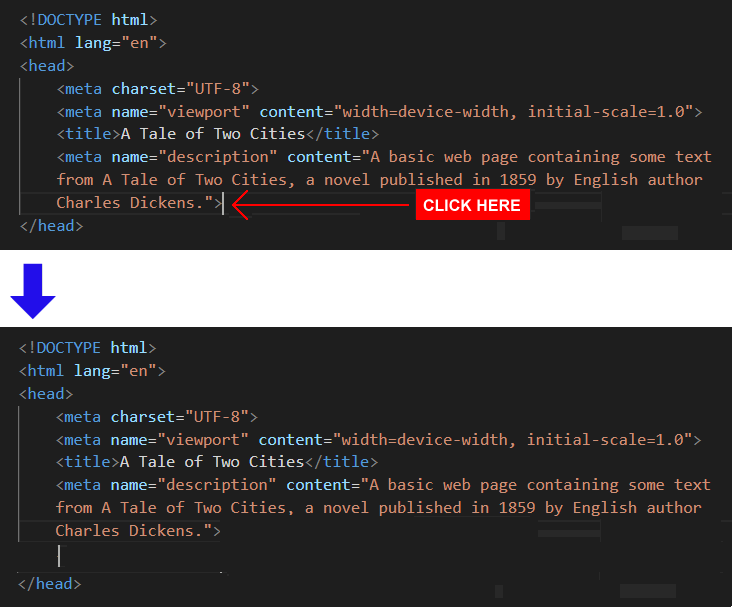 <!DOCTYPE html>
<html lang="en">
<head>
<meta charset="UTF-8">
<meta name="viewport" content="width=device-width, initial-scale=1.0">
<title>A Tale of Two Cities</title>
<meta name="description" content="A basic web page containing some text
from A Tale of Two Cities, a novel published in 1859 by English author
Charles Dickens.">
CLICK HERE
</head>
<!DOCTYPE html>
<html lang="en">
<head>
<meta charset="UTF-8">
<meta name="viewport" content="width=device-width, initial-scale=1.0">
<title>A Tale of Two Cities</title>
<meta name="description" content="A basic web page containing some text
from A Tale of Two Cities, a novel published in 1859 by English author
Charles Dickens.">
</head>